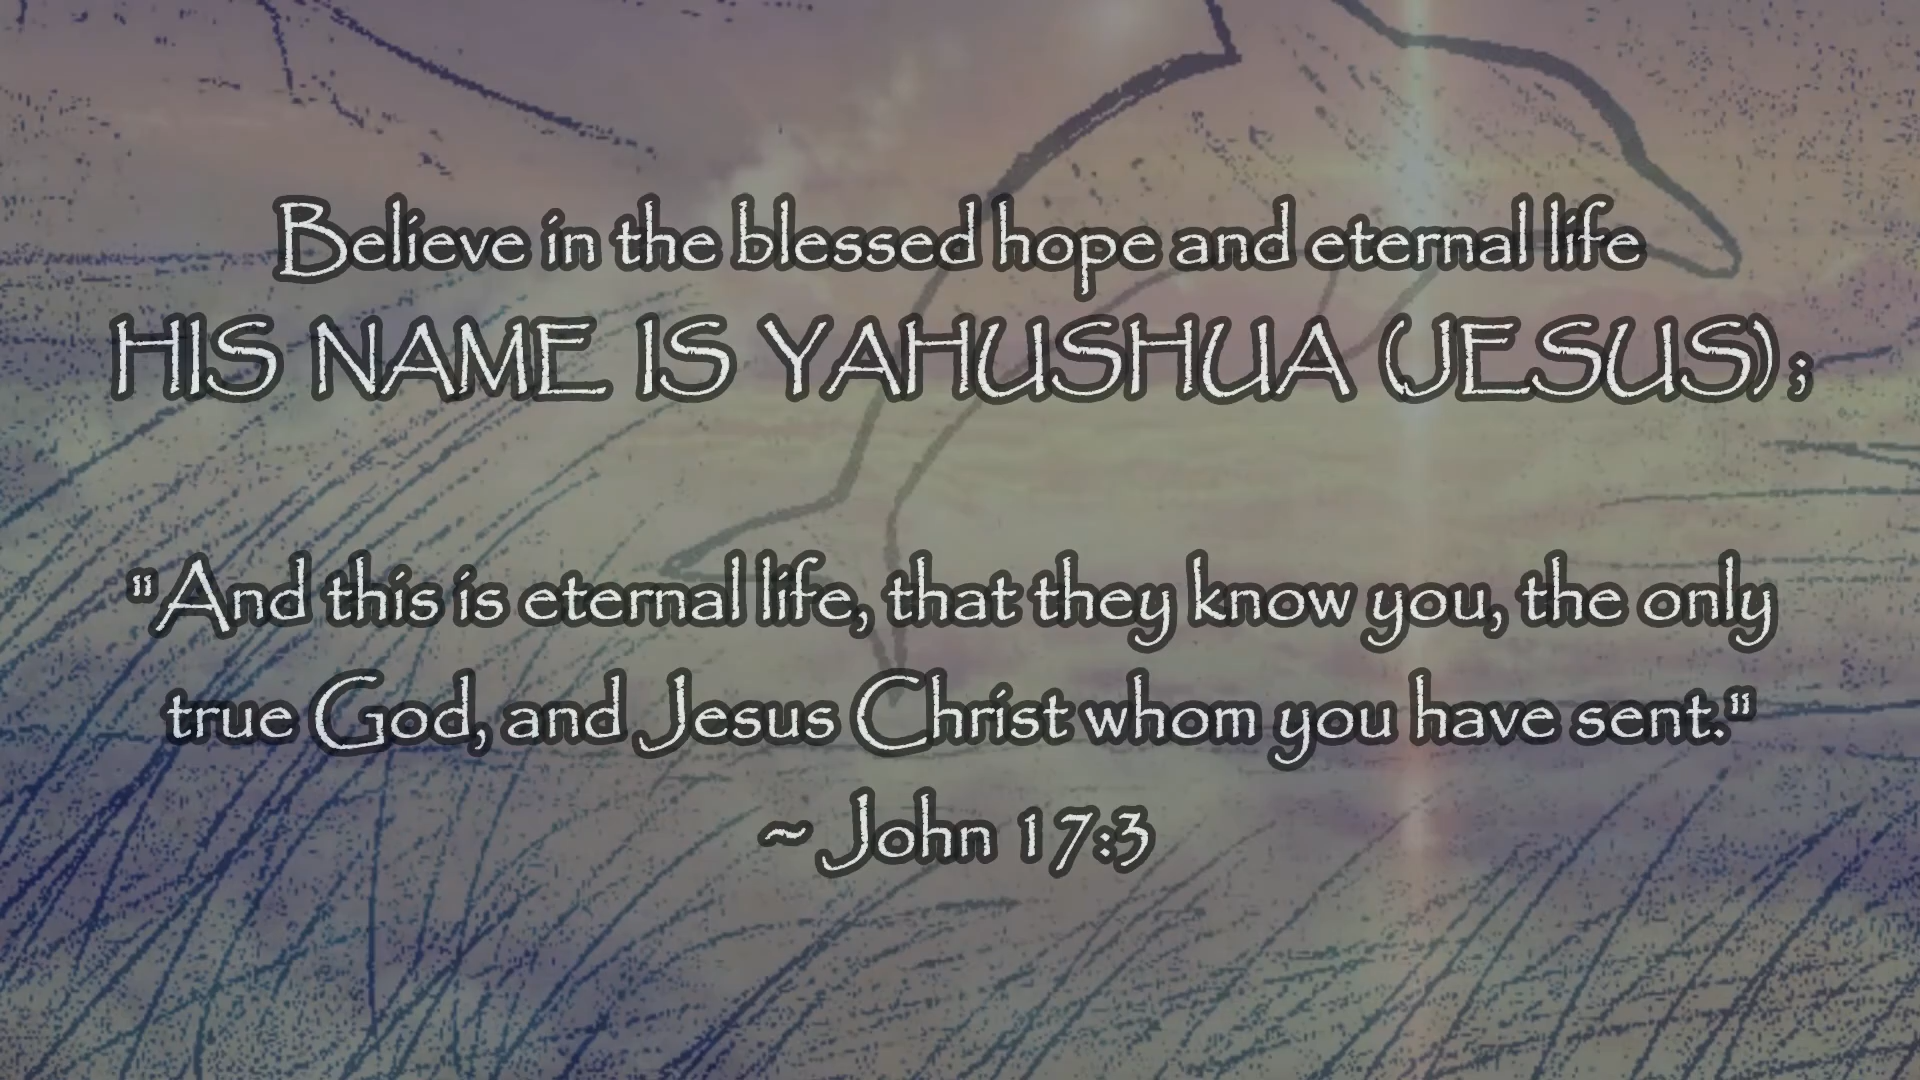 Believe in the blessed hope and eternal life
HIS NAME IS YAHUSHUA (JESUS);
"And this is eternal life, that they know you, the only
true God, and Jesus Christ whom you have sent."
~ John 17:3